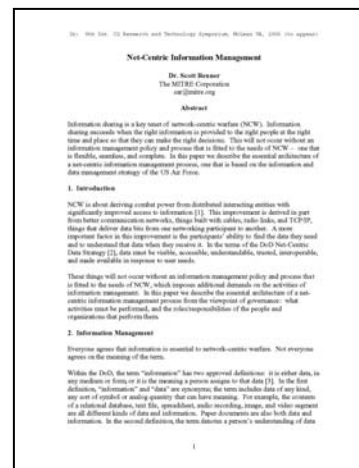 In: 10th Int. CC Research and Technology Symposium, McLean VA, 2005 (to appear)
Net-Centric Information Management
Dr. Scott Renner
The MITRE Corporation
sar@mitre.org
Abstract
Information sharing is a key tenet of network-centric warfare (NCW). Information
sharing succeeds when the right information is provided to the right people at the right
time and place so that they can make the right decisions. This will not occur without an
information management policy and process that is fitted to the needs of NCW – one that
is flexible, seamless, and complete. In this paper we describe the essential architecture of
a net-centric information management process, one that is based on the information and
data management strategy of the US Air Force.
1. Introduction
NCW is about deriving combat power from distributed interacting entities with
significantly improved access to information [1]. This improvement is derived in part
from better communication networks, things built with cables, radio links, and TCP/IP,
things that deliver data bits from one networking participant to another. A more
important factor in this improvement is the participants' ability to find the data they need
and to understand that data when they receive it. In the terms of the DoD Net-Centric
Data Strategy [2], data must be visible, accessible, understandable, trusted, interoperable,
and made available in response to user needs.
These things will not occur without an information management policy and process that
is fitted to the needs of NCW, which imposes additional demands on the activities of
information management. In this paper we describe the essential architecture of a net-
centric information management process from the viewpoint of governance: what
activities must be performed, and the roles/responsibilities of the people and
organizations that perform them.
2. Information Management
Everyone agrees that information is essential to network-centric warfare. Not everyone
agrees on the meaning of the term.
Within the DoD, the term "information" has two approved definitions: it is either data, in
any medium or form; or it is the meaning a person assigns to that data [3]. In the first
definition, "information" and "data" are synonyms; the term includes data of any kind,
any sort of symbol or analog quantity that can have meaning. For example, the contents
of a relational database, text file, spreadsheet, audio recording, image, and video segment
are all different kinds of data and information. Paper documents are also both data and
information. In the second definition, the term denotes a person's understanding of data
1